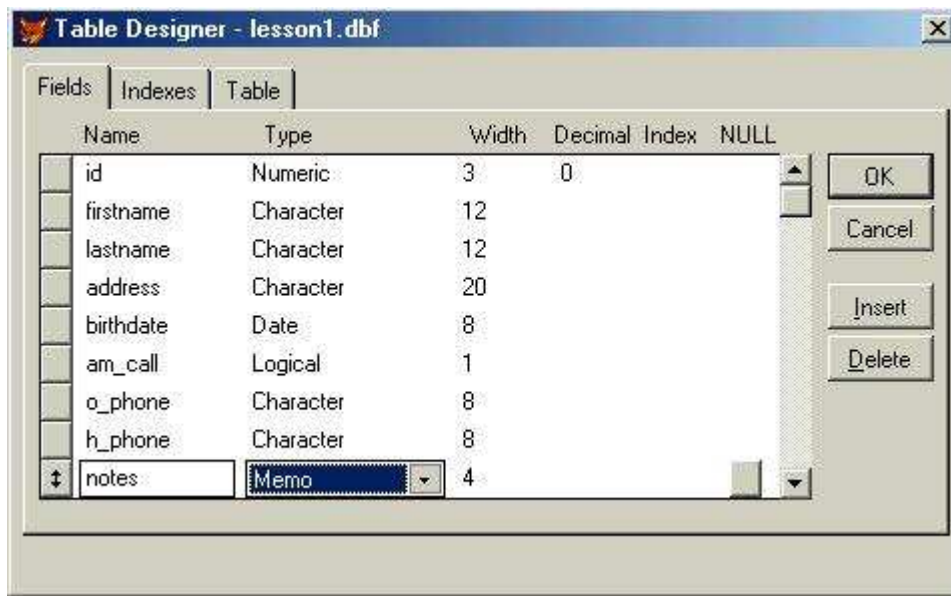 Table Designer - lesson1.dbf
Fields Indexes Table
Name Type Width Decimal Index NULL
id Numeric 3 0
firstname Character 12
lastname Character 12
address Character 20
birthdate Date 8
am_call Logical 1
o_phone Character 8
h_phone Character 8
notes Memo 4
OK
Cancel
Insert
Delete